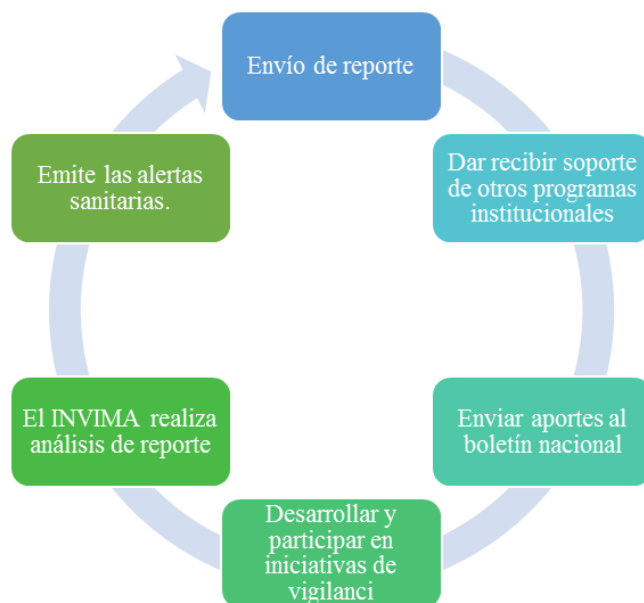 Envío de reporte
Dar recibir soporte
de otros programas
institucionales
Enviar aportes al
boletín nacional
Desarrollar y
participar en
iniciativas de
vigilanci
El INVIMA realiza
análisis de reporte
Emite las alertas
sanitarias.